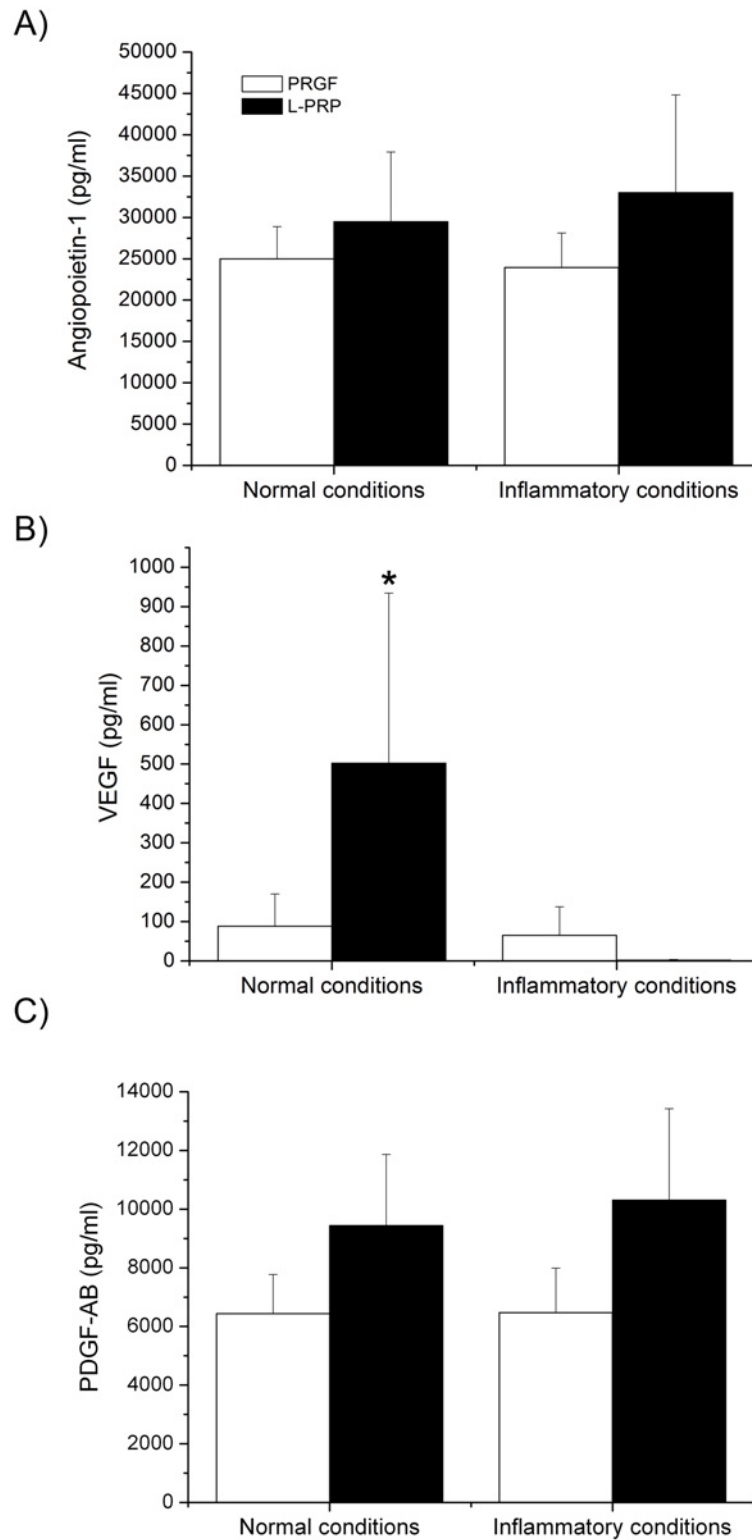 A)
50000
45000
40000
35000
30000
25000
20000
15000
10000
5000
0
Angiopoietin-1 (pg/ml)
PRGF
L-PRP
Normal conditions Inflammatory conditions
B)
1000
900
800
700
600
500
400
300
200
100
0
VEGF (pg/ml)
*
Normal conditions Inflammatory conditions
C)
14000
12000
10000
8000
6000
4000
2000
0
PDGF-AB (pg/ml)
Normal conditions Inflammatory conditions